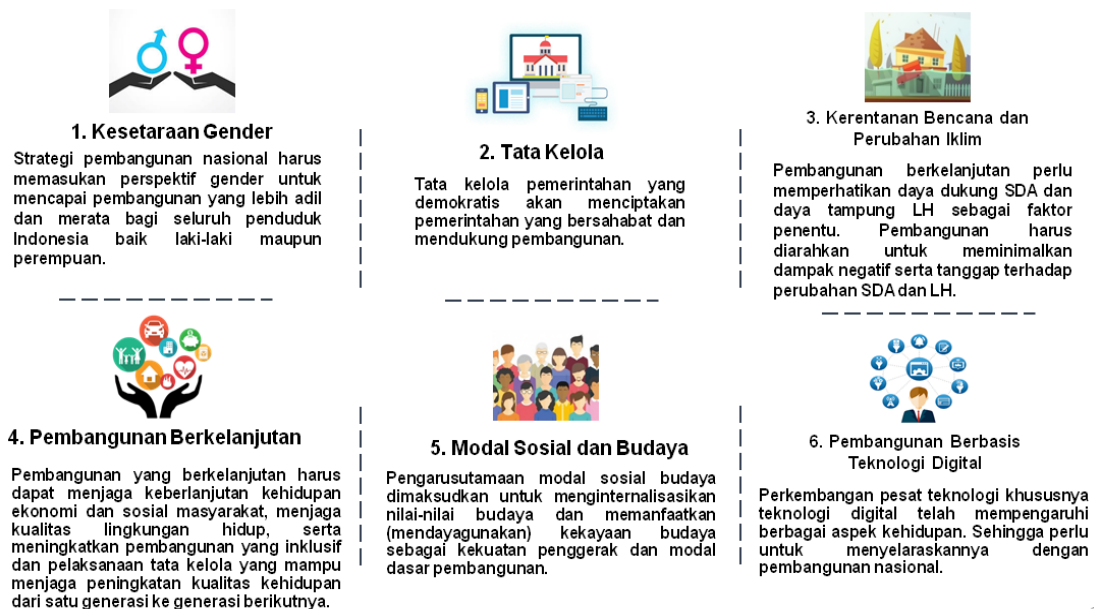 1. Kesetaraan Gender
Strategi pembangunan nasional harus
memasukan perspektif gender untuk
mencapai pembangunan yang lebih adil
dan merata bagi seluruh penduduk
Indonesia baik laki-laki maupun
perempuan.
2. Tata Kelola
Tata kelola pemerintahan yang
demokratis akan menciptakan
pemerintahan yang bersahabat dan
mendukung pembangunan.
3. Kerentanan Bencana dan
Perubahan Iklim
Pembangunan berkelanjutan perlu
memperhatikan daya dukung SDA dan
daya tampung LH sebagai faktor
penentu. Pembangunan harus
diarahkan untuk meminimalkan
dampak negatif serta tanggap terhadap
perubahan SDA dan LH.
4. Pembangunan Berkelanjutan
Pembangunan yang berkelanjutan harus
dapat menjaga keberlanjutan kehidupan
ekonomi dan sosial masyarakat, menjaga
kualitas lingkungan hidup, serta
meningkatkan pembangunan yang inklusif
dan pelaksanaan tata kelola yang mampu
menjaga peningkatan kualitas kehidupan
dari satu generasi ke generasi berikutnya.
5. Modal Sosial dan Budaya
Pengarusutamaan modal sosial budaya
dimaksudkan untuk menginternalisasikan
nilai-nilai budaya dan memanfaatkan
(mendayagunakan) kekayaan budaya
sebagai kekuatan penggerak dan modal
dasar pembangunan.
6. Pembangunan Berbasis
Teknologi Digital
Perkembangan pesat teknologi khususnya
teknologi digital telah mempengaruhi
berbagai aspek kehidupan. Sehingga perlu
untuk menyelaraskannya dengan
pembangunan nasional.